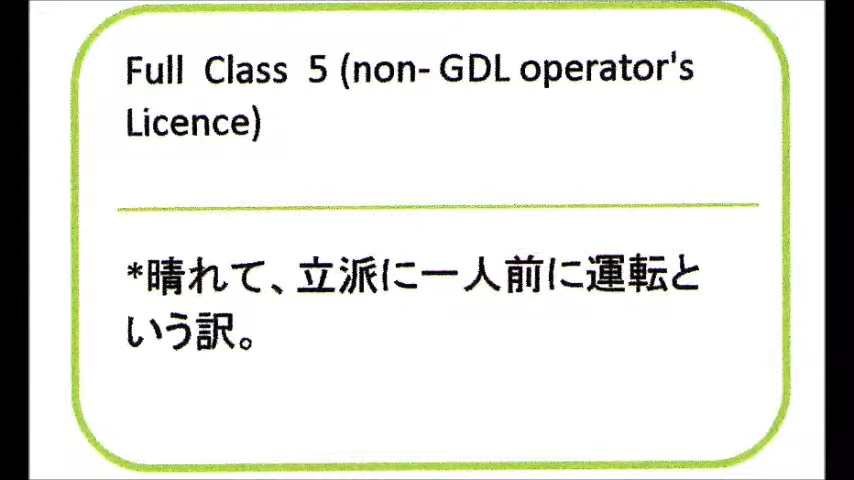 Full Class 5 (non- GDL operator's
Licence)
*晴れて、立派に一人前に運転と
いう訳。